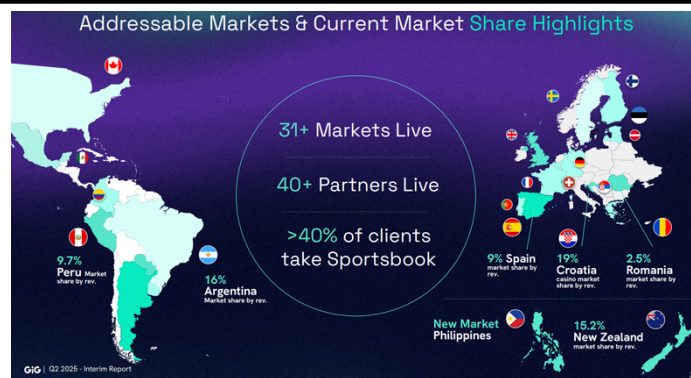 Addressable Markets & Current Market Share Highlights
31+ Markets Live
40+ Partners Live
>40% of clients
take Sportsbook
9.7%
Peru Market
share by rev.
16%
Argentina
Market share by rev.
9% Spain
market share by
rev.
19%
Croatia
casino market
share by rev.
2.5%
Romania
market share by
rev.
New Market
Philippines
15.2%
New Zealand
market share by rev.
GiG | Q2 2025 - Interim Report